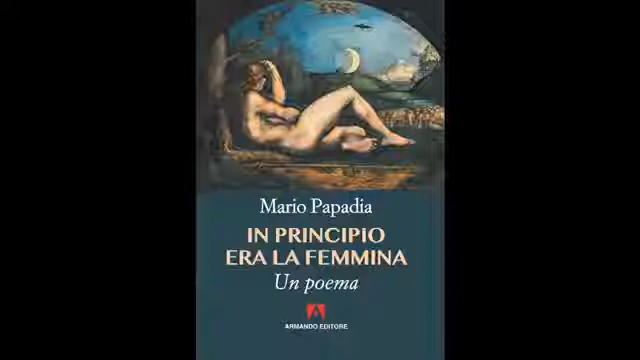 Mario Papadia
IN PRINCIPIO
ERA LA FEMMINA
Un poema
ARMANDO EDITORE